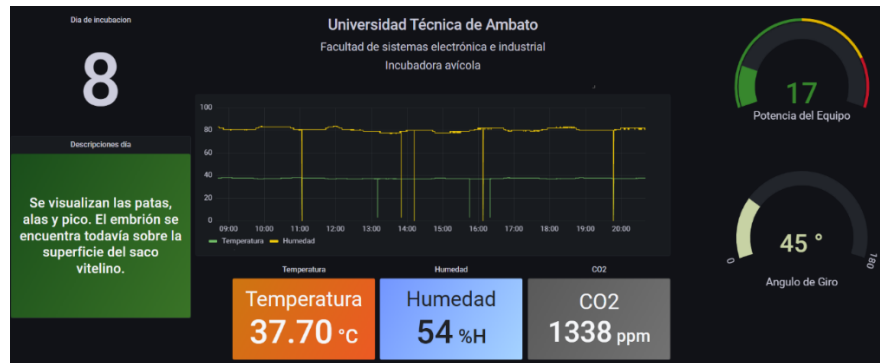 Dia de incubacion
8
Descripciones día
Se visualizan las patas,
alas y pico. El embrión se
encuentra todavía sobre la
superficie del saco
vitelino.
Universidad Técnica de Ambato
Facultad de sistemas electrónica e industrial
Incubadora avícola
100
80
60
40
20
0
09:00 10:00 11:00 12:00 13:00 14:00 15:00 16:00 17:00 18:00 19:00 20:00
Temperatura Humedad
Temperatura
Temperatura
37.70 °C
Humedad
Humedad
54 %H
CO2
CO2
1338 ppm
17
Potencia del Equipo
45 °
0
180
Angulo de Giro